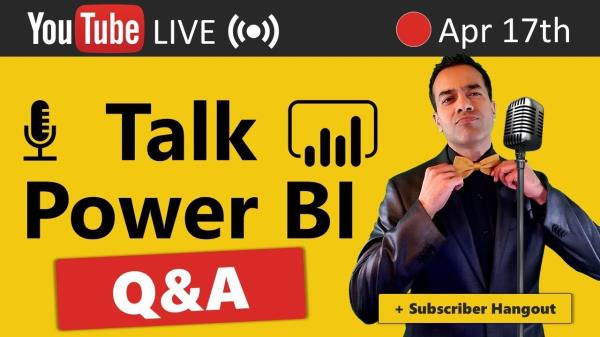 YouTube LIVE
Apr 17th
Talk
Power BI
Q&A
+ Subscriber Hangout